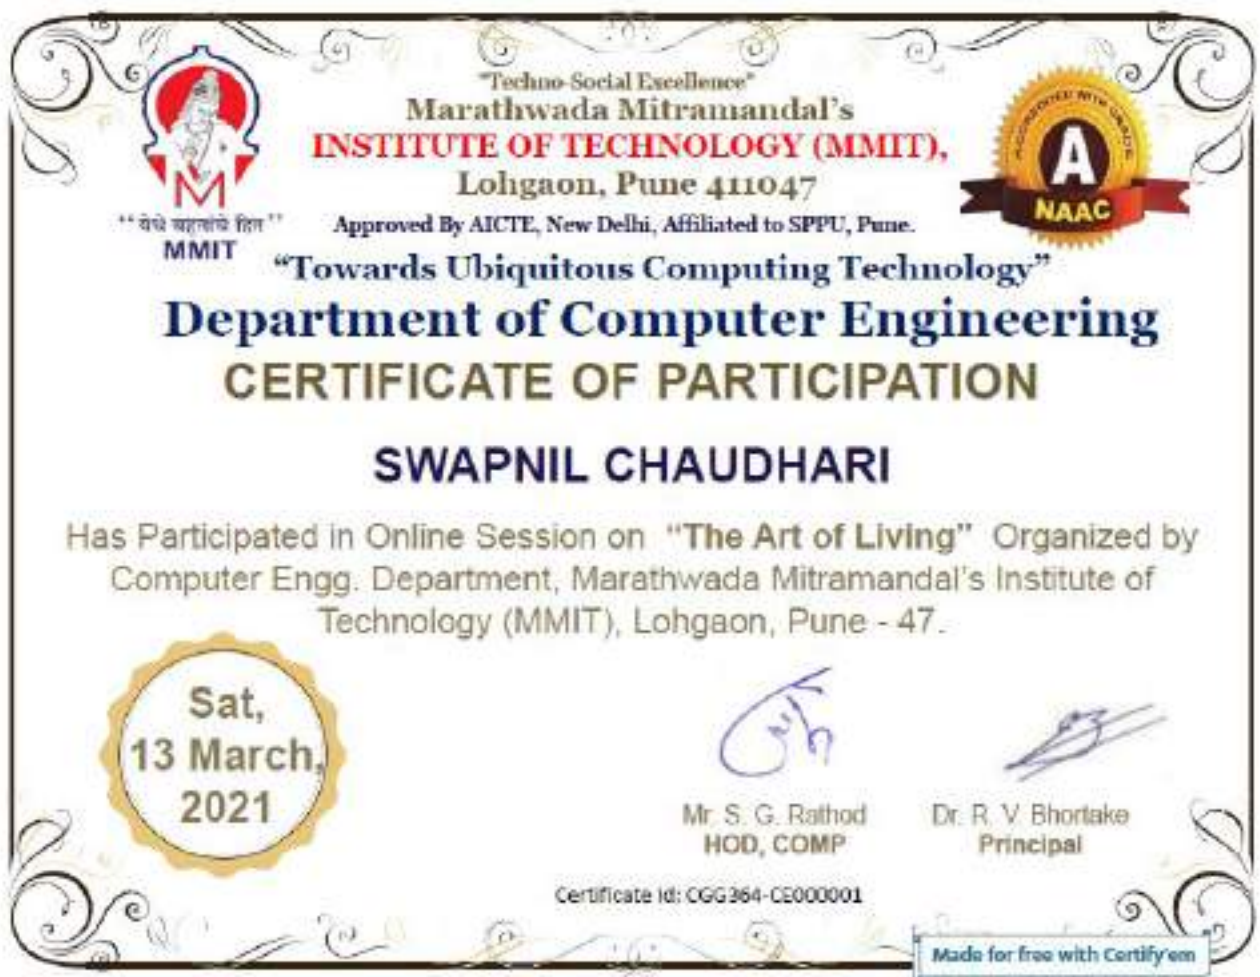 "Techno-Social Excellence"
Marathwada Mitramandal's
INSTITUTE OF TECHNOLOGY (MMIT),
Lohgaon, Pune 411047
Approved By AICTE, New Delhi, Affiliated to SPPU, Pune.
ACCREDITED WITH GRADE
A
NAAC
M
"येथे बहुतांचे हित"
MMIT
“Towards Ubiquitous Computing Technology”
Department of Computer Engineering
CERTIFICATE OF PARTICIPATION
SWAPNIL CHAUDHARI
Has Participated in Online Session on “The Art of Living” Organized by
Computer Engg. Department, Marathwada Mitramandal's Institute of
Technology (MMIT), Lohgaon, Pune - 47.
Sat,
13 March,
2021
Mr. S. G. Rathod
HOD, COMP
Dr. R. V. Bhortake
Principal
Certificate id: CGG364-CE000001
Made for free with Certify'em